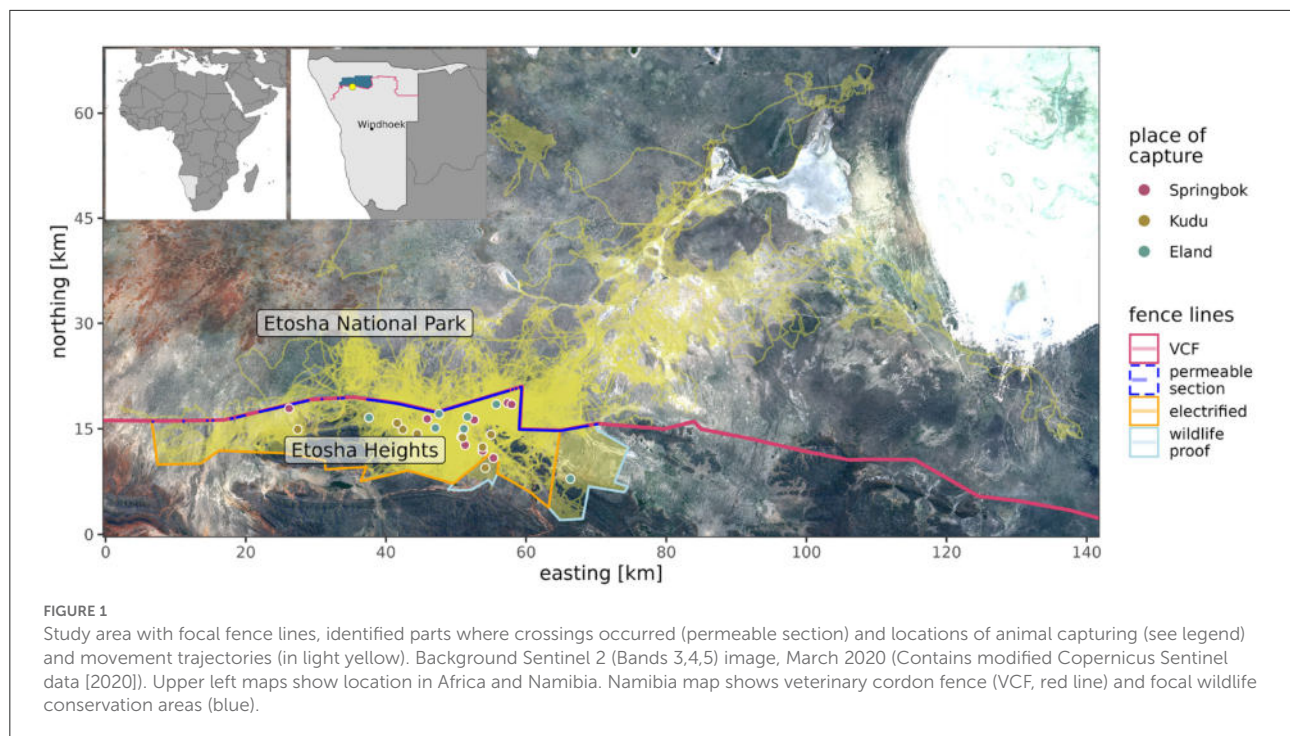 Windhoek
60
45
30
15
0
northing [km]
Etosha National Park
Etosha Heights
0
20
40
60
80
100
120
140
easting [km]
place of
capture
Springbok
Kudu
Eland
fence lines
VCF
permeable
section
electrified
wildlife
proof
FIGURE 1
Study area with focal fence lines, identified parts where crossings occurred (permeable section) and locations of animal capturing (see legend)
and movement trajectories (in light yellow). Background Sentinel 2 (Bands 3,4,5) image, March 2020 (Contains modified Copernicus Sentinel
data [2020]). Upper left maps show location in Africa and Namibia. Namibia map shows veterinary cordon fence (VCF, red line) and focal wildlife
conservation areas (blue).